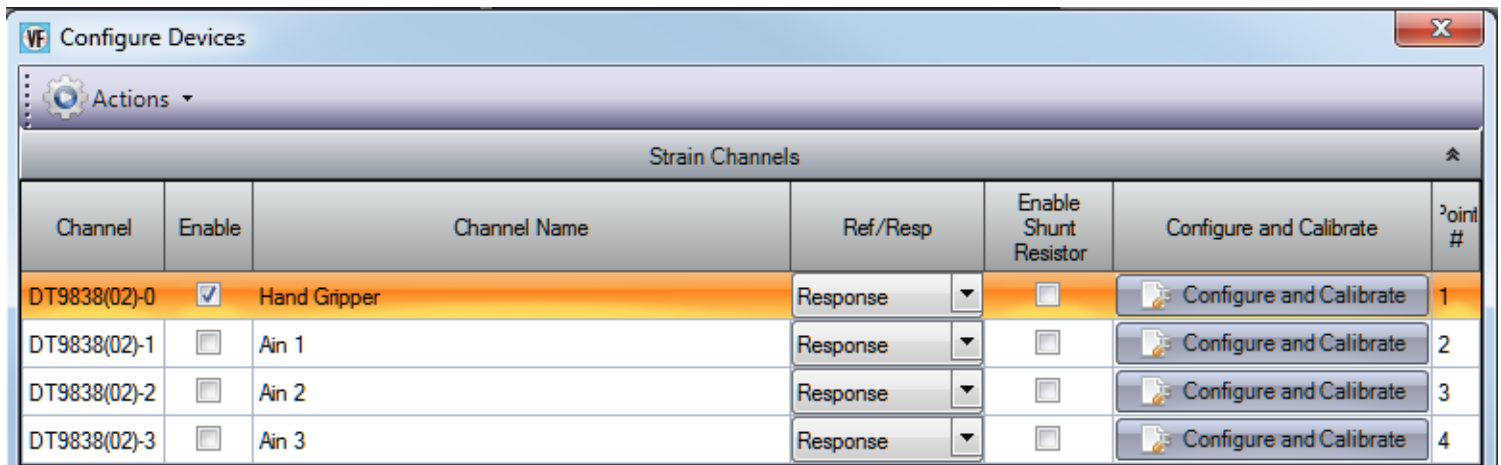 VF Configure Devices
Actions
Strain Channels
Channel Enable Channel Name Ref/Resp Enable Shunt Resistor Configure and Calibrate Point #
DT9838(02)-0 Hand Gripper Response Configure and Calibrate 1
DT9838(02)-1 Ain 1 Response Configure and Calibrate 2
DT9838(02)-2 Ain 2 Response Configure and Calibrate 3
DT9838(02)-3 Ain 3 Response Configure and Calibrate 4